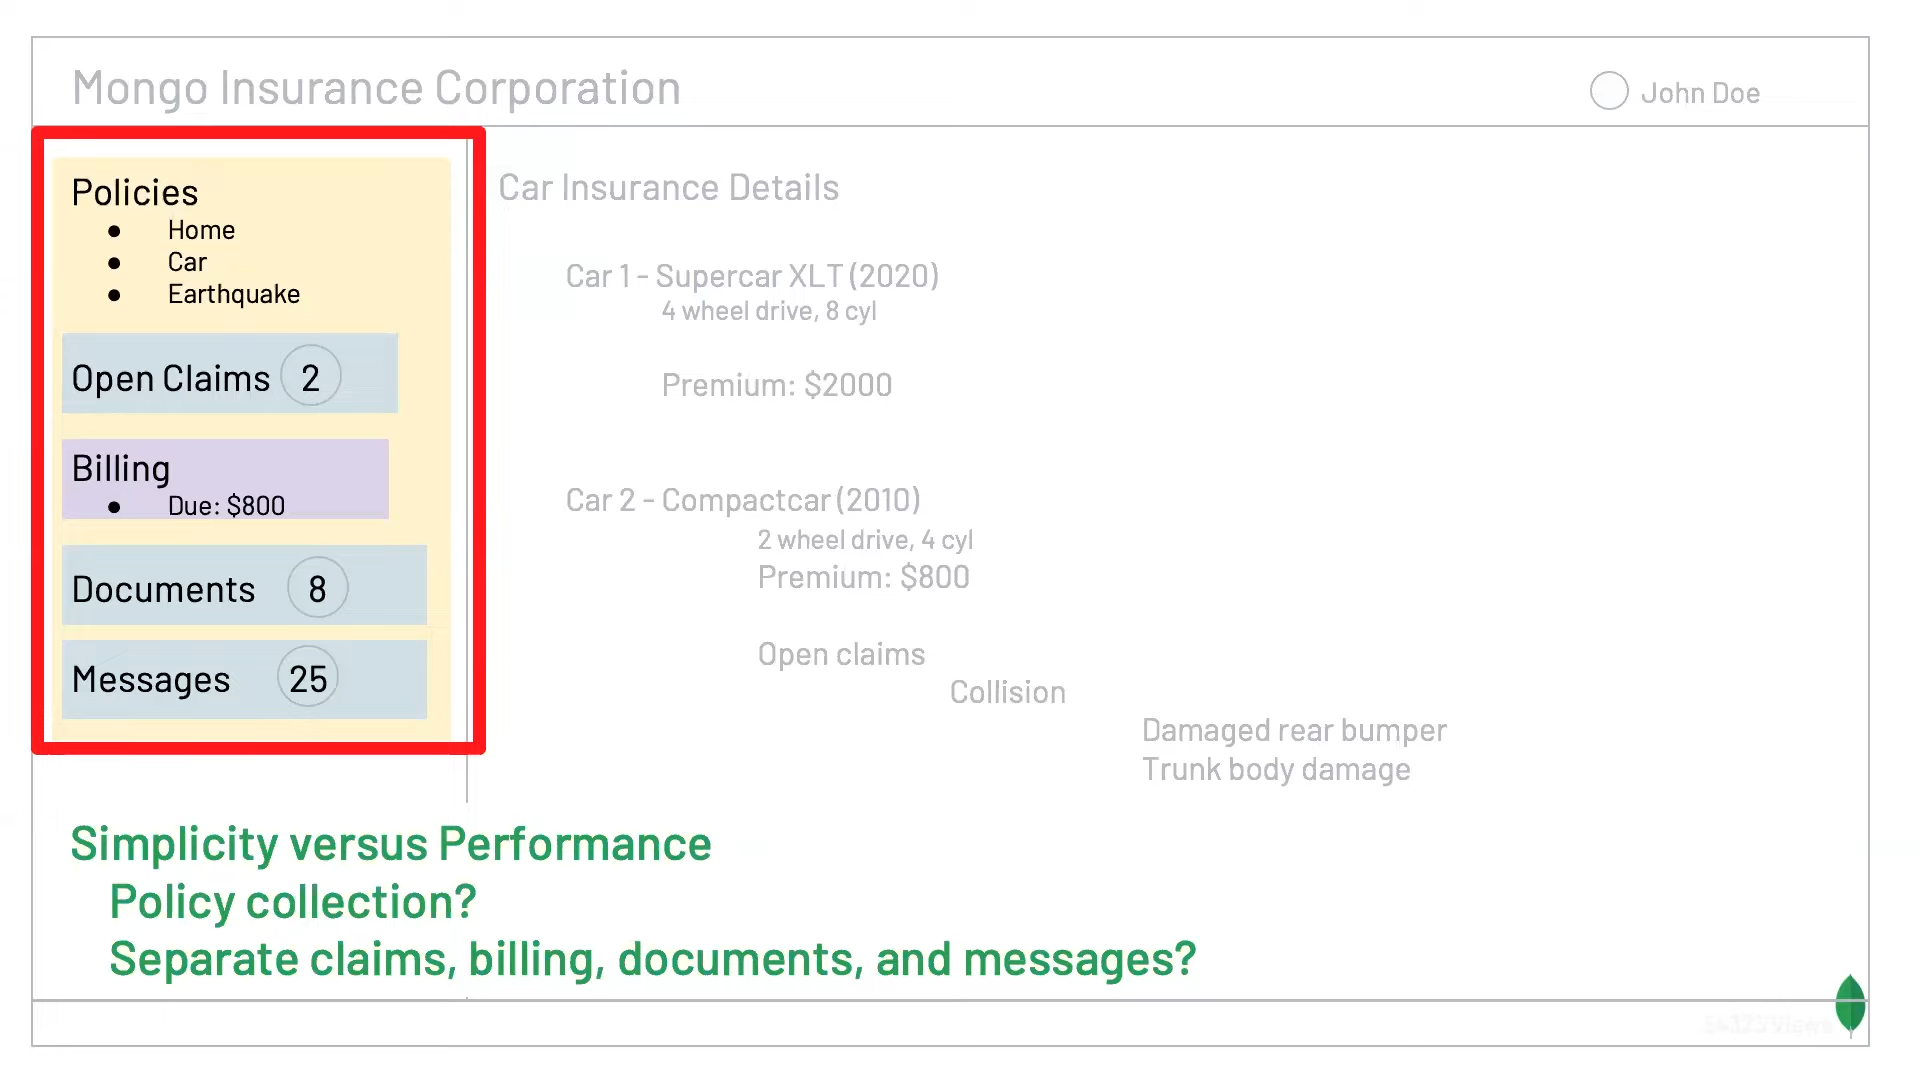 Mongo Insurance Corporation
John Doe
Policies
● Home
● Car
● Earthquake
Open Claims 2
Billing
● Due: $800
Documents 8
Messages 25
Car Insurance Details
Car 1 - Supercar XLT (2020)
4 wheel drive, 8 cyl
Premium: $2000
Car 2 - Compactcar (2010)
2 wheel drive, 4 cyl
Premium: $800
Open claims
Collision
Damaged rear bumper
Trunk body damage
Simplicity versus Performance
Policy collection?
Separate claims, billing, documents, and messages?